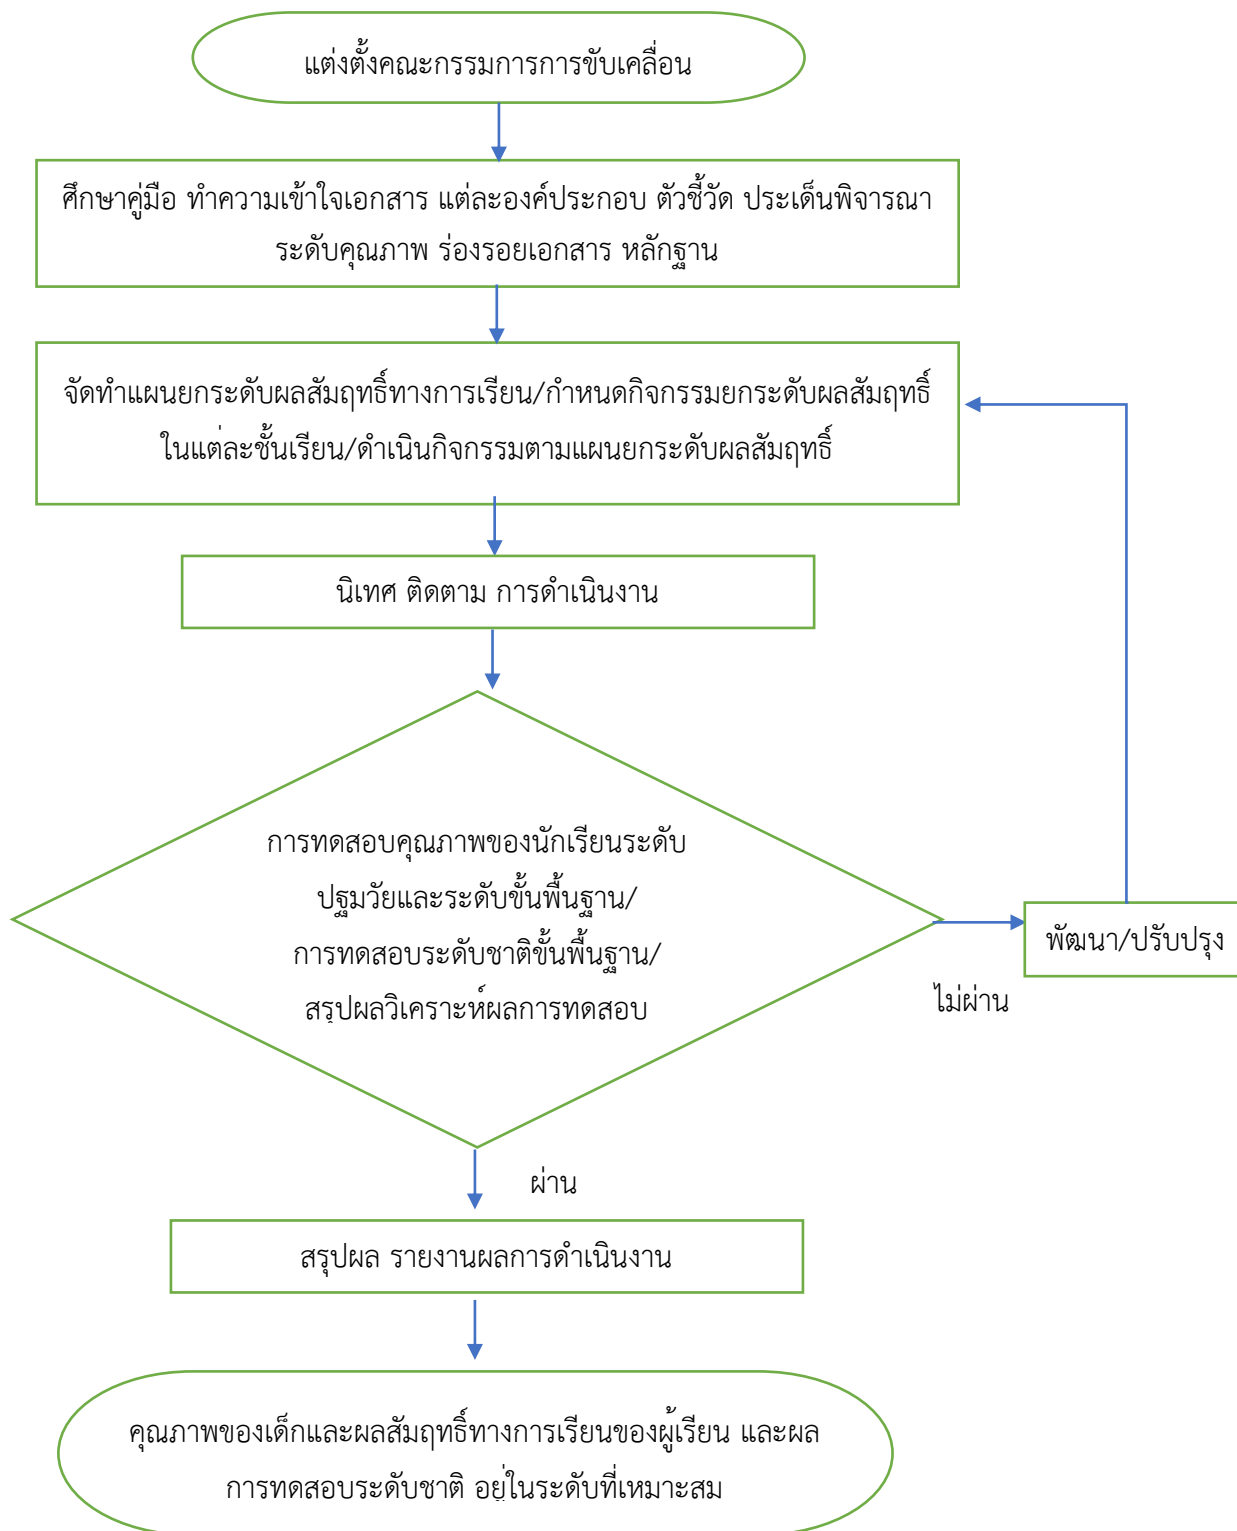 แต่งตั้งคณะกรรมการการขับเคลื่อน
ศึกษาคู่มือ ทำความเข้าใจเอกสาร แต่ละองค์ประกอบ ตัวชี้วัด ประเด็นพิจารณา
ระดับคุณภาพ ร่องรอยเอกสาร หลักฐาน
จัดทำแผนยกระดับผลสัมฤทธิ์ทางการเรียน/กำหนดกิจกรรมยกระดับผลสัมฤทธิ์
ในแต่ละชั้นเรียน/ดำเนินกิจกรรมตามแผนยกระดับผลสัมฤทธิ์
นิเทศ ติดตาม การดำเนินงาน
การทดสอบคุณภาพของนักเรียนระดับ
ปฐมวัยและระดับขั้นพื้นฐาน/
การทดสอบระดับชาติขั้นพื้นฐาน/
สรุปผลวิเคราะห์ผลการทดสอบ
พัฒนา/ปรับปรุง
ไม่ผ่าน
ผ่าน
สรุปผล รายงานผลการดำเนินงาน
คุณภาพของเด็กและผลสัมฤทธิ์ทางการเรียนของผู้เรียน และผล
การทดสอบระดับชาติ อยู่ในระดับที่เหมาะสม